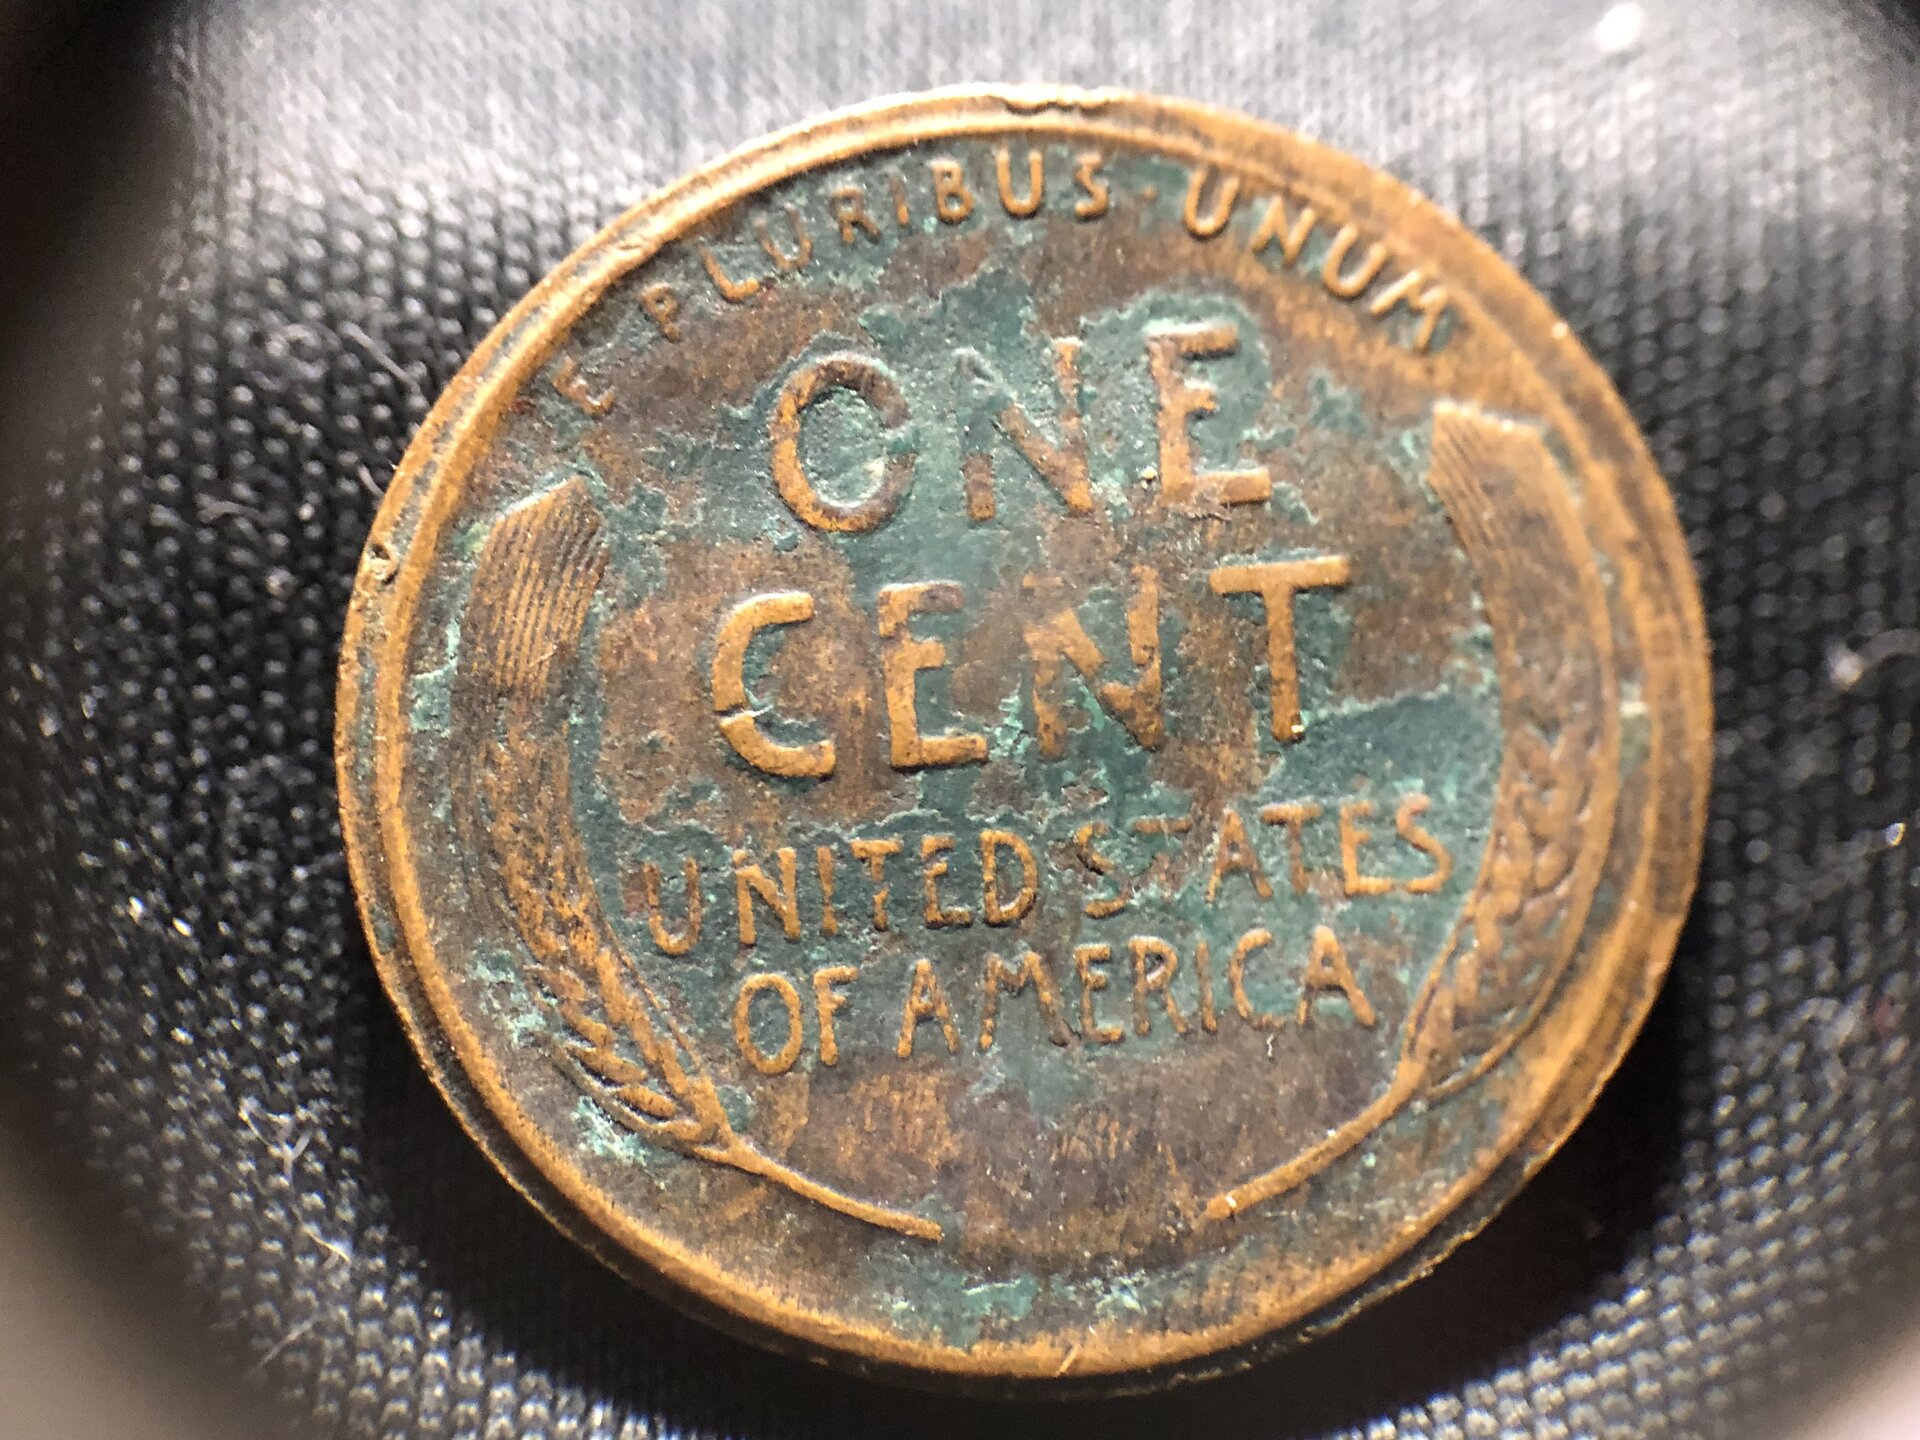 E PLURIBUS · UNUM
ONE
CENT
UNITED STATES
OF AMERICA